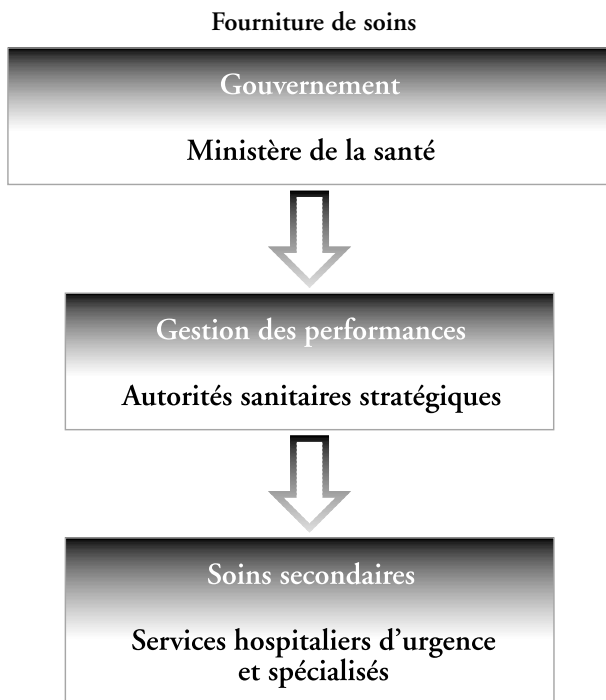 Fourniture de soins
Gouvernement
Ministère de la santé
Gestion des performances
Autorités sanitaires stratégiques
Soins secondaires
Services hospitaliers d’urgence
et spécialisés